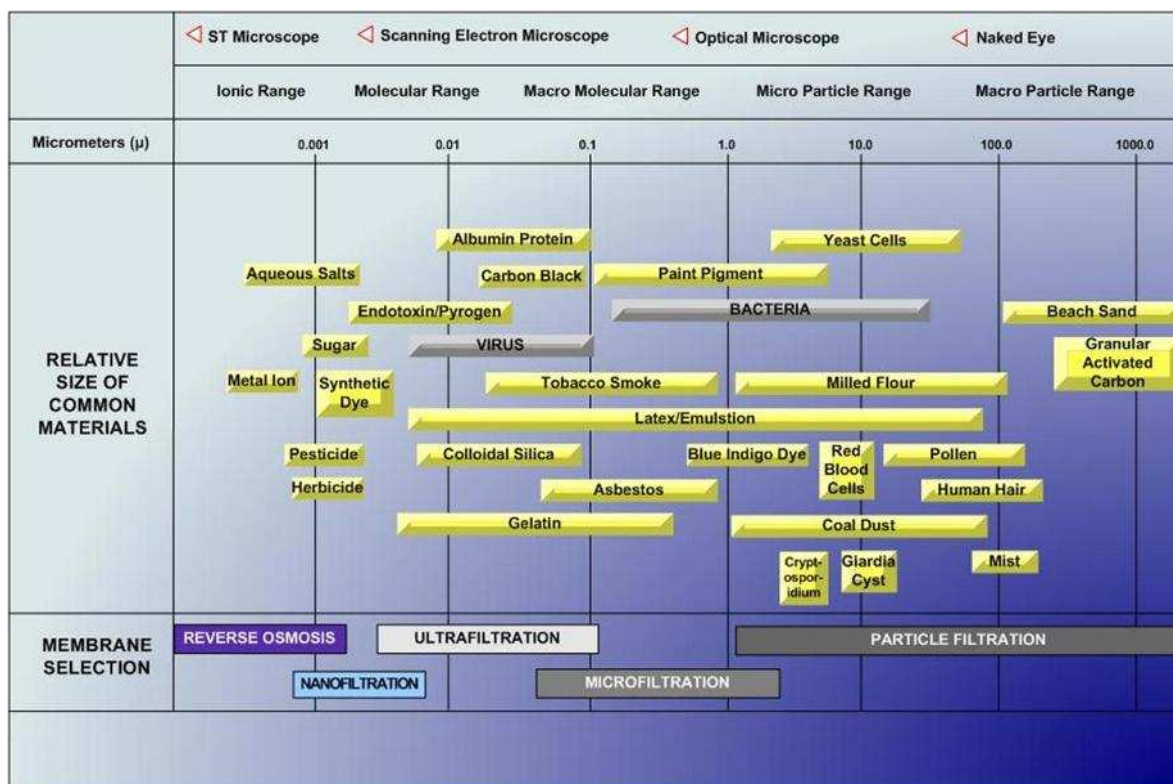 ST Microscope
Scanning Electron Microscope
Optical Microscope
Naked Eye
Ionic Range
Molecular Range
Macro Molecular Range
Micro Particle Range
Macro Particle Range
Micrometers (µ)
0.001
0.01
0.1
1.0
10.0
100.0
1000.0
RELATIVE
SIZE OF
COMMON
MATERIALS
Albumin Protein
Yeast Cells
Aqueous Salts
Carbon Black
Paint Pigment
Endotoxin/Pyrogen
BACTERIA
Beach Sand
Sugar
VIRUS
Granular
Activated
Carbon
Metal Ion
Synthetic
Dye
Tobacco Smoke
Milled Flour
Latex/Emulstion
Pesticide
Colloidal Silica
Blue Indigo Dye
Red
Blood
Cells
Pollen
Herbicide
Asbestos
Human Hair
Gelatin
Coal Dust
Crypt-
ospor-
idium
Giardia
Cyst
Mist
MEMBRANE
SELECTION
REVERSE OSMOSIS
ULTRAFILTRATION
PARTICLE FILTRATION
NANOFILTRATION
MICROFILTRATION